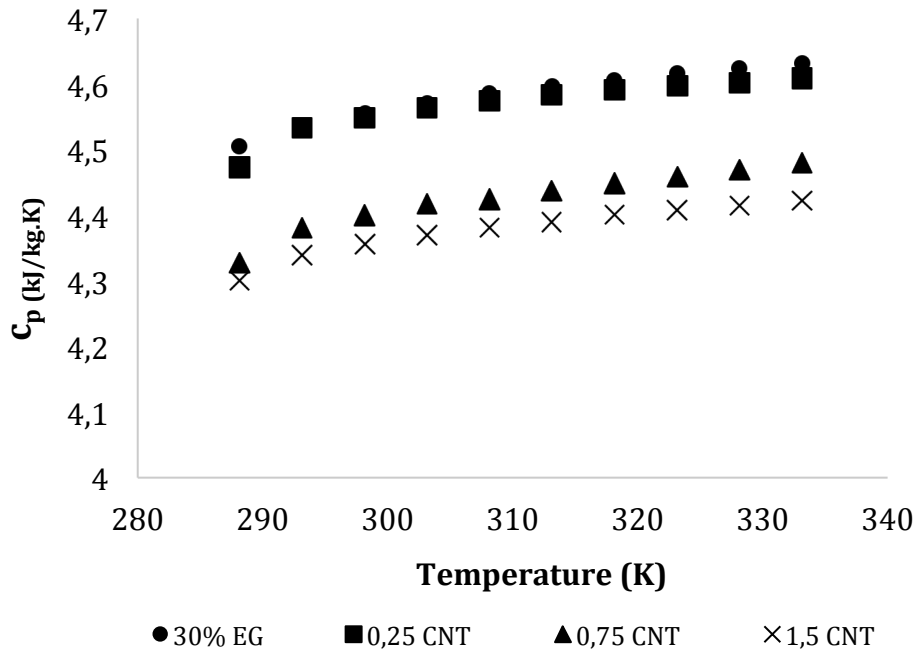 4,7
4,6
4,5
4,4
4,3
4,2
4,1
4
cp (kJ/kg.K)
280 290 300 310 320 330 340
Temperature (K)
30% EG 0,25 CNT 0,75 CNT 1,5 CNT